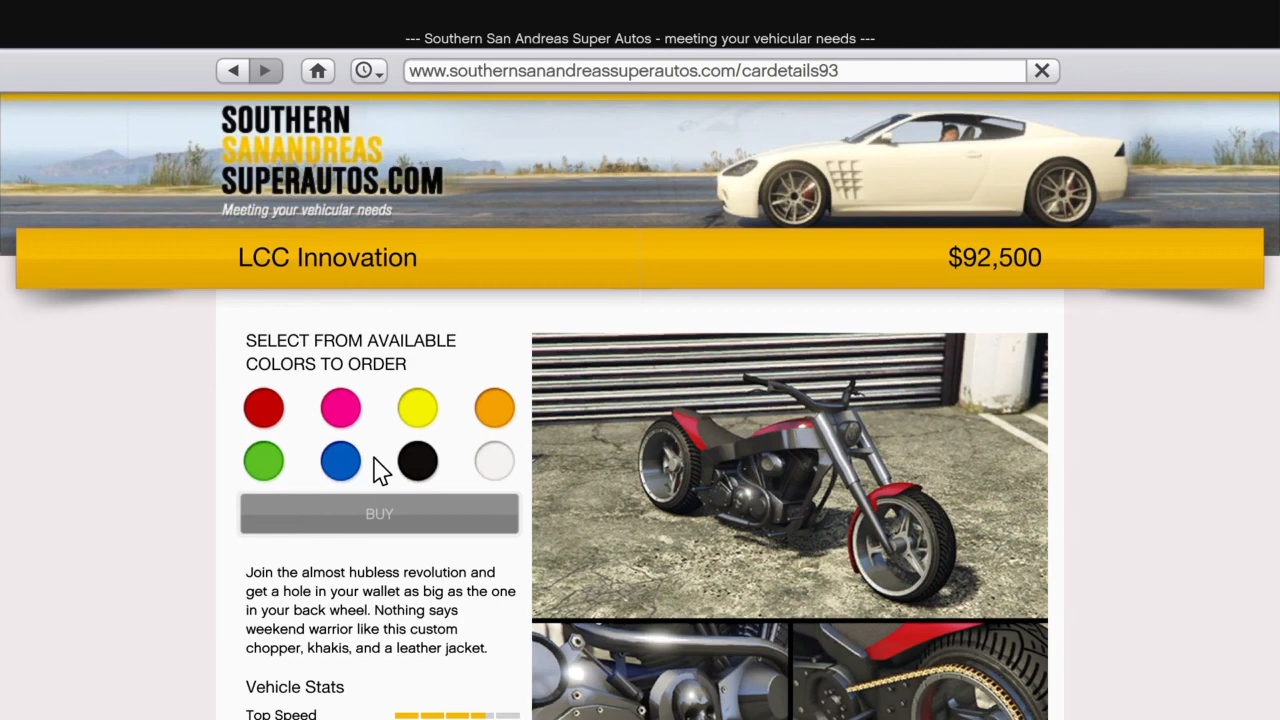 --- Southern San Andreas Super Autos - meeting your vehicular needs ---
www.southernsanandreassuperautos.com/cardetails93
SOUTHERN
SANANDREAS
SUPERAUTOS.COM
Meeting your vehicular needs
LCC Innovation
$92,500
SELECT FROM AVAILABLE
COLORS TO ORDER
BUY
Join the almost hubless revolution and
get a hole in your wallet as big as the one
in your back wheel. Nothing says
weekend warrior like this custom
chopper, khakis, and a leather jacket.
Vehicle Stats
Top Speed